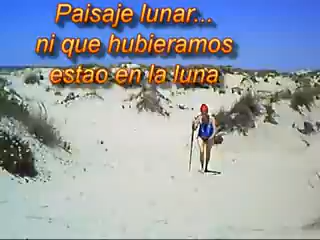 Paisaje lunar...
ni que hubieramos
estao en la luna